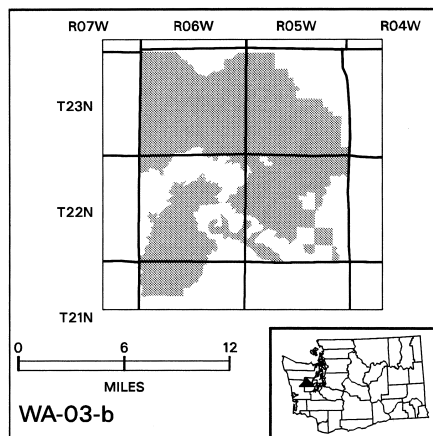 R07W R06W R05W R04W
T23N
T22N
T21N
0 6 12
MILES
WA-03-b